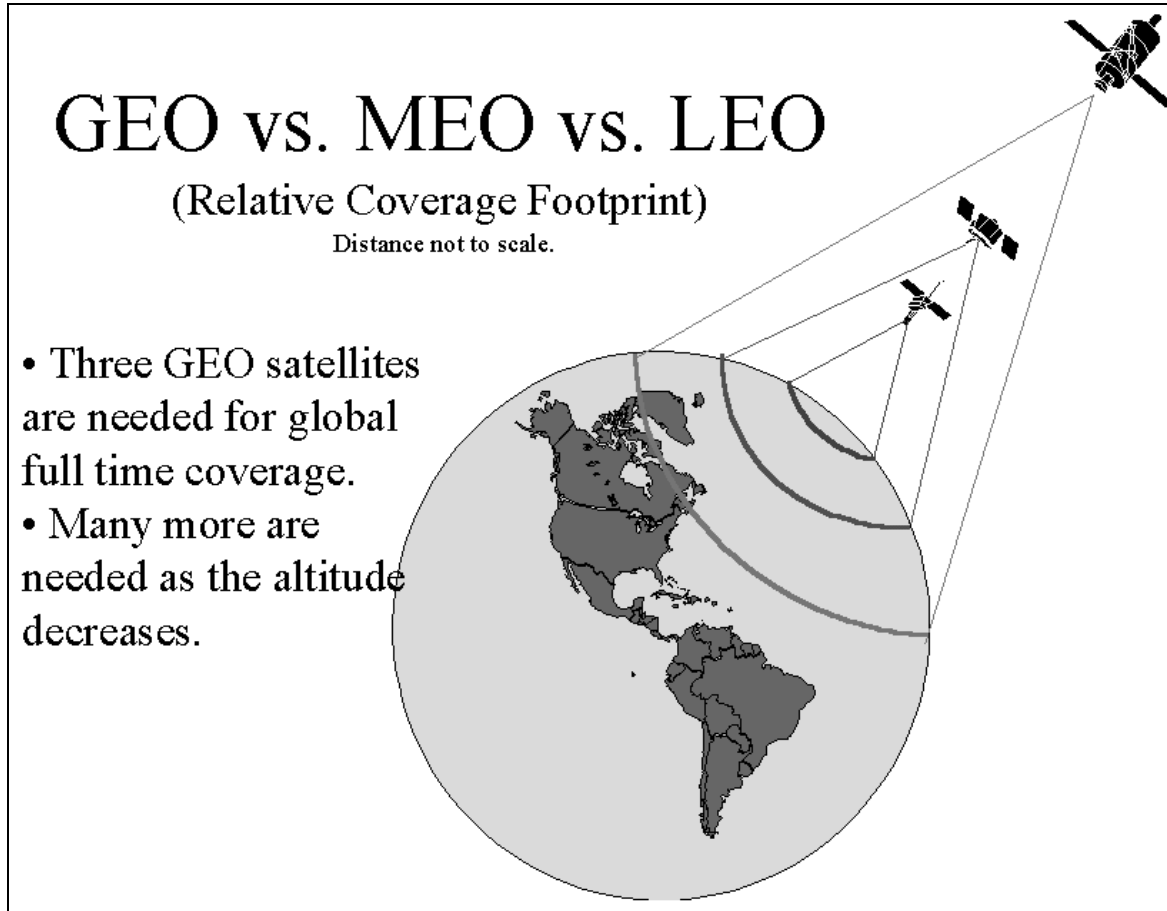 GEO vs. MEO vs. LEO
(Relative Coverage Footprint)
Distance not to scale.
• Three GEO satellites
are needed for global
full time coverage.
• Many more are
needed as the altitude
decreases.